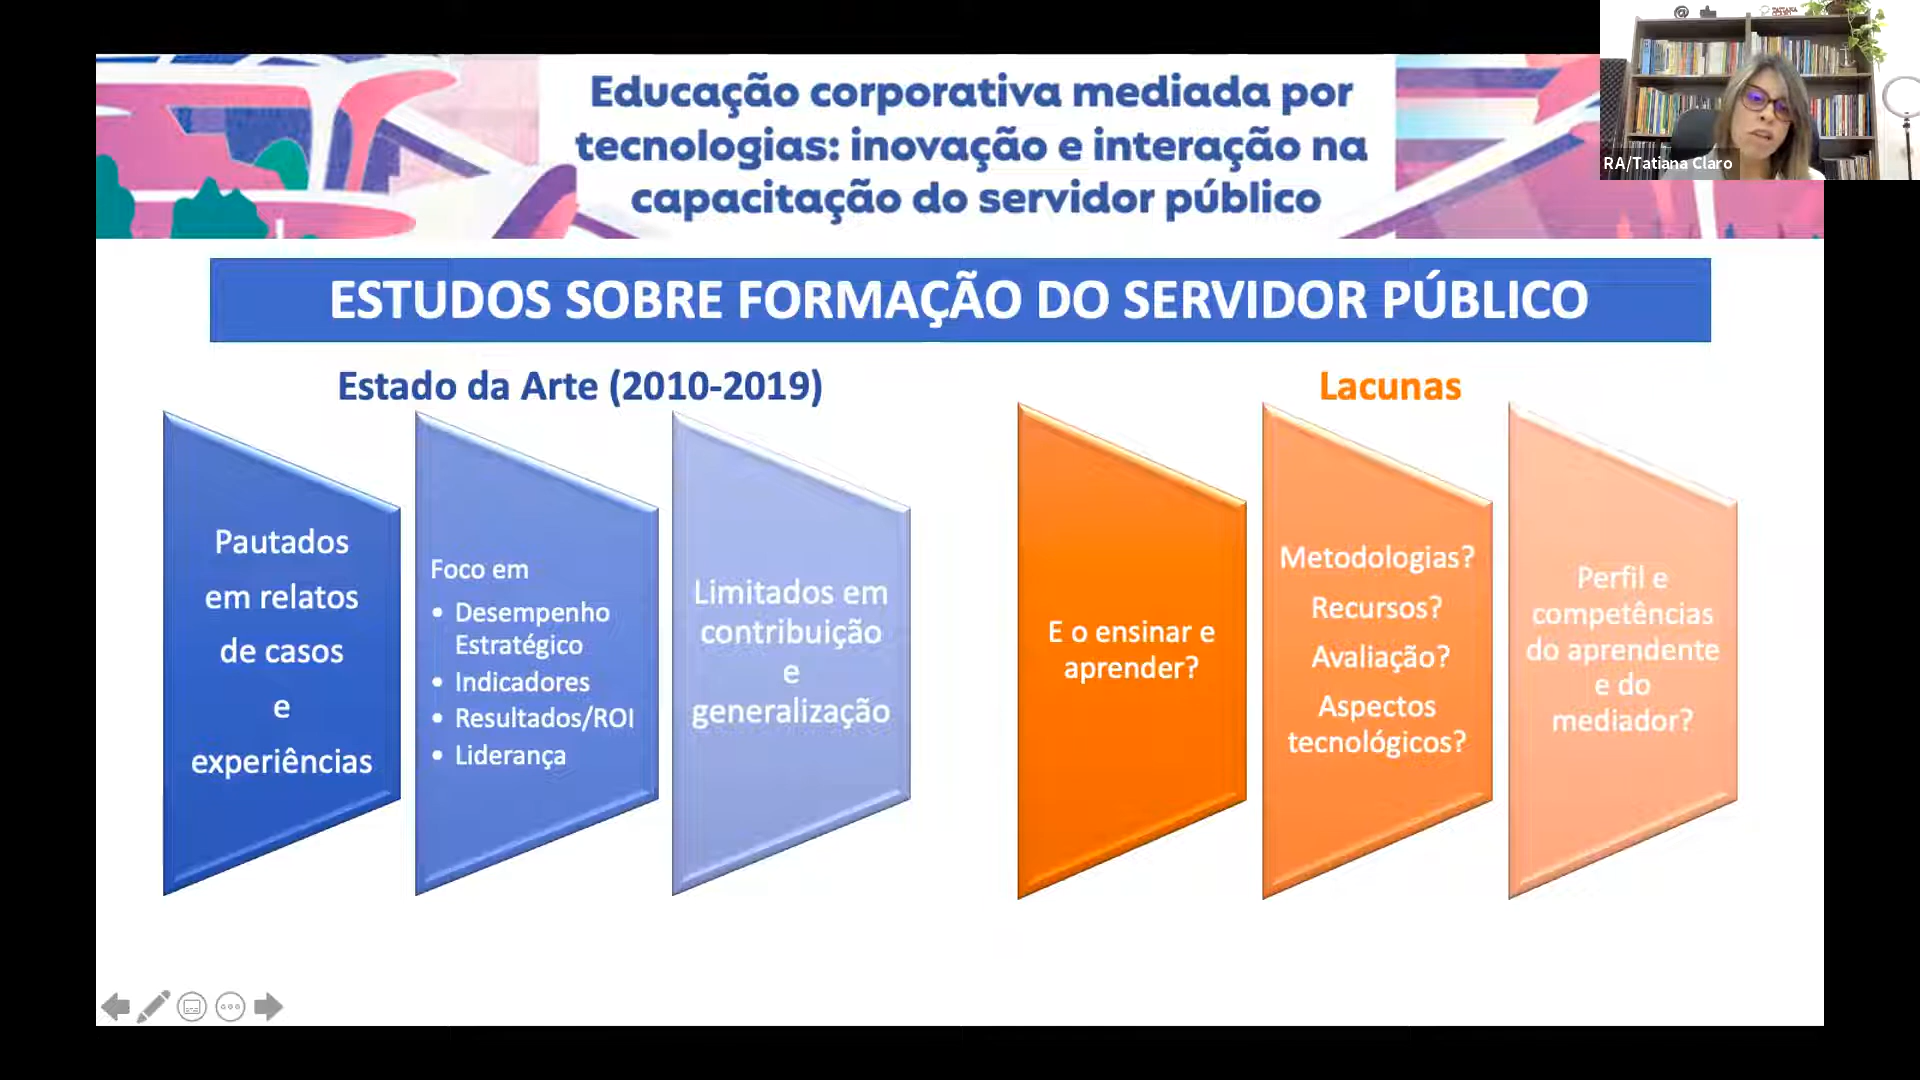 Educação corporativa mediada por
tecnologias: inovação e interação na
capacitação do servidor público
RA/Tatiana Claro
ESTUDOS SOBRE FORMAÇÃO DO SERVIDOR PÚBLICO
Estado da Arte (2010-2019)
Pautados
em relatos
de casos
e
experiências
Foco em
• Desempenho
Estratégico
• Indicadores
• Resultados/ROI
• Liderança
Limitados em
contribuição
e
generalização
Lacunas
E o ensinar e
aprender?
Metodologias?
Recursos?
Avaliação?
Aspectos
tecnológicos?
Perfil e
competências
do aprendente
e do
mediador?